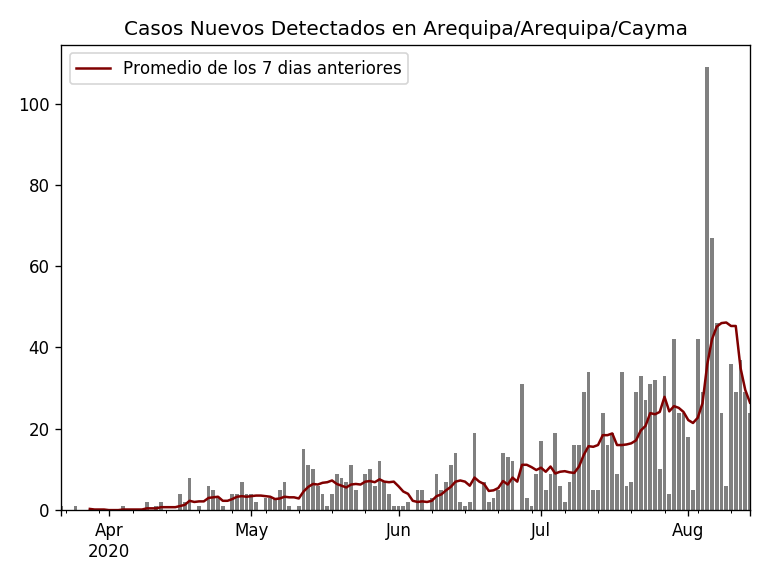 Casos Nuevos Detectados en Arequipa/Arequipa/Cayma
Promedio de los 7 dias anteriores
100
80
60
40
20
0
Apr May Jun Jul Aug
2020